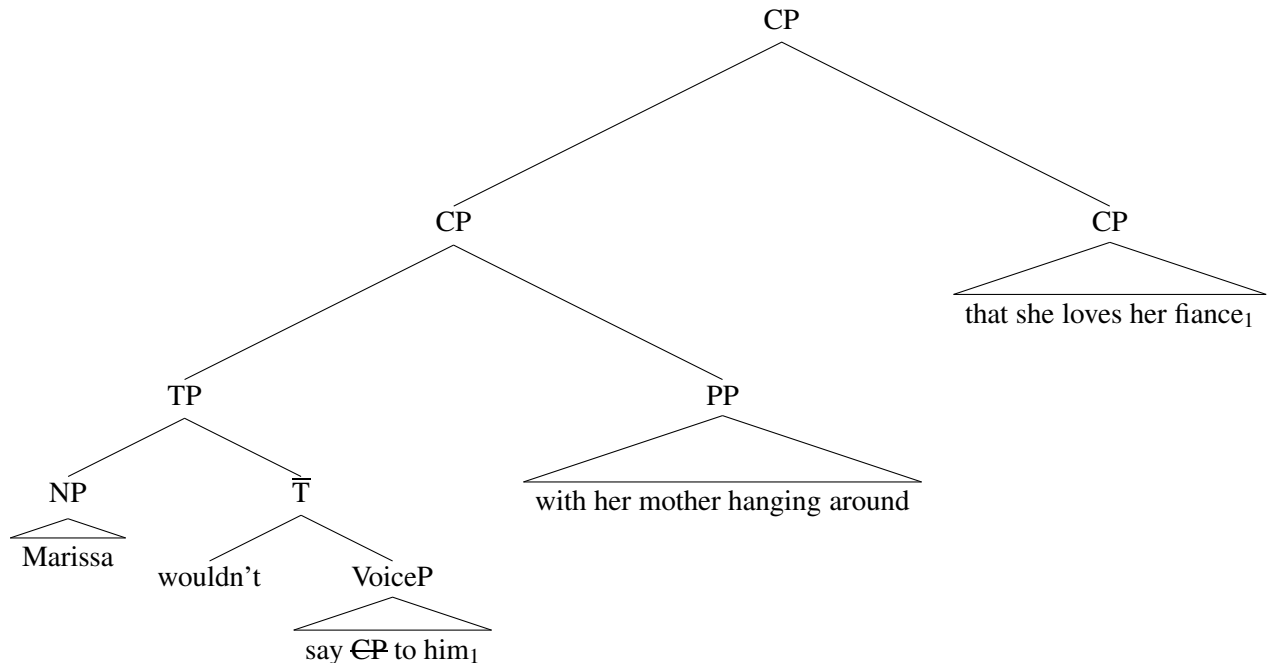 CP
CP CP
that she loves her fiance₁
TP PP
NP T̅ with her mother hanging around
Marissa wouldn't VoiceP
say C̶P̶ to him₁